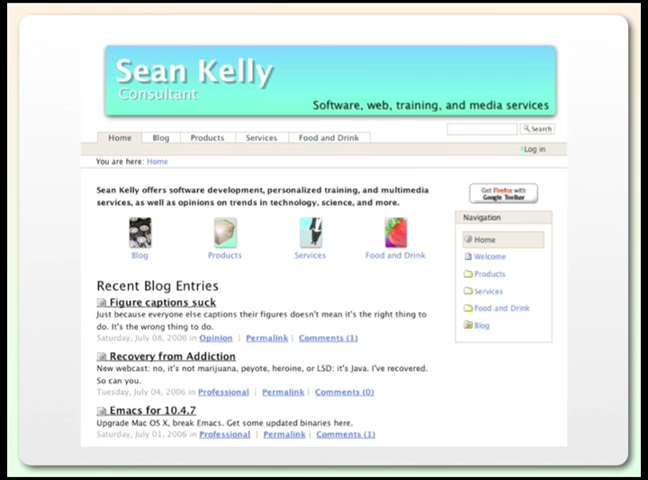 Sean Kelly
Consultant
Software, web, training, and media services
Search
Home Blog Products Services Food and Drink
Log in
You are here: Home
Sean Kelly offers software development, personalized training, and multimedia
services, as well as opinions on trends in technology, science, and more.
Blog Products Services Food and Drink
Recent Blog Entries
Figure captions suck
Just because everyone else captions their figures doesn't mean it's the right thing to
do. It's the wrong thing to do.
Saturday, July 08, 2006 in Opinion | Permalink | Comments (1)
Recovery from Addiction
New webcast: no, it's not marijuana, peyote, heroine, or LSD: it's Java. I've recovered.
So can you.
Tuesday, July 04, 2006 in Professional | Permalink | Comments (0)
Emacs for 10.4.7
Upgrade Mac OS X, break Emacs. Get some updated binaries here.
Saturday, July 01, 2006 in Professional | Permalink | Comments (1)
Get Firefox with
Google Toolbar
Navigation
Home
Welcome
Products
Services
Food and Drink
Blog